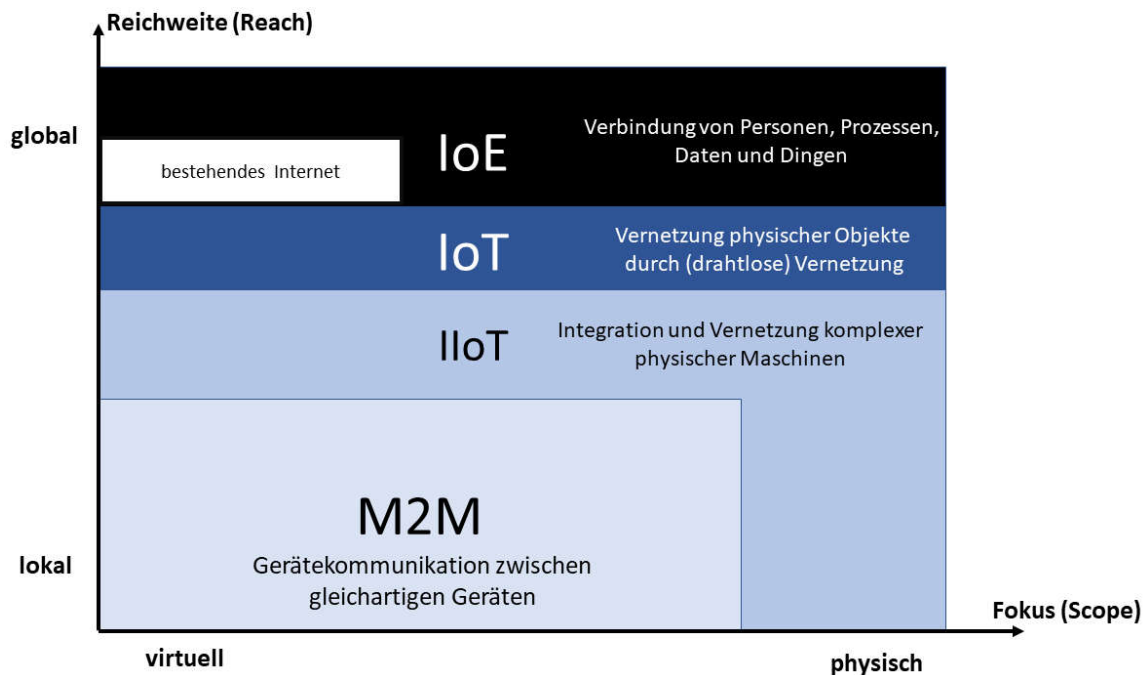 Reichweite (Reach)
global
IoE
Verbindung von Personen, Prozessen,
Daten und Dingen
bestehendes Internet
IoT
Vernetzung physischer Objekte
durch (drahtlose) Vernetzung
IIoT
Integration und Vernetzung komplexer
physischer Maschinen
M2M
Gerätekommunikation zwischen
gleichartigen Geräten
lokal
Fokus (Scope)
virtuell
physisch